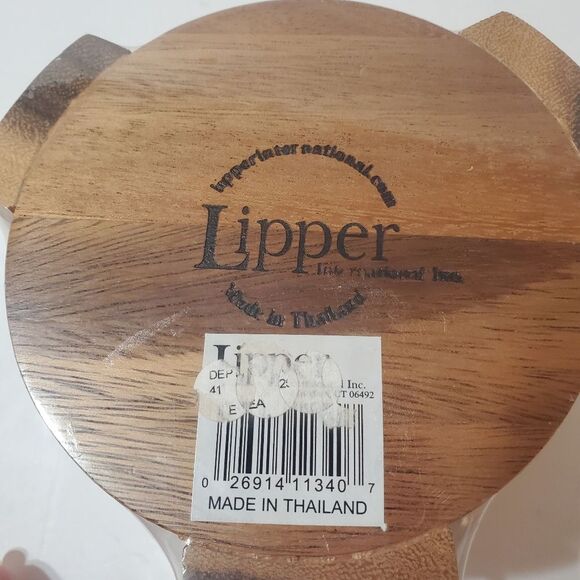 lipperinternational.com
Lipper
International Inc.
Made in Thailand
Lipper
DEP
41 25 Inc.
E EA CT 06492
0 26914 11340 7
MADE IN THAILAND